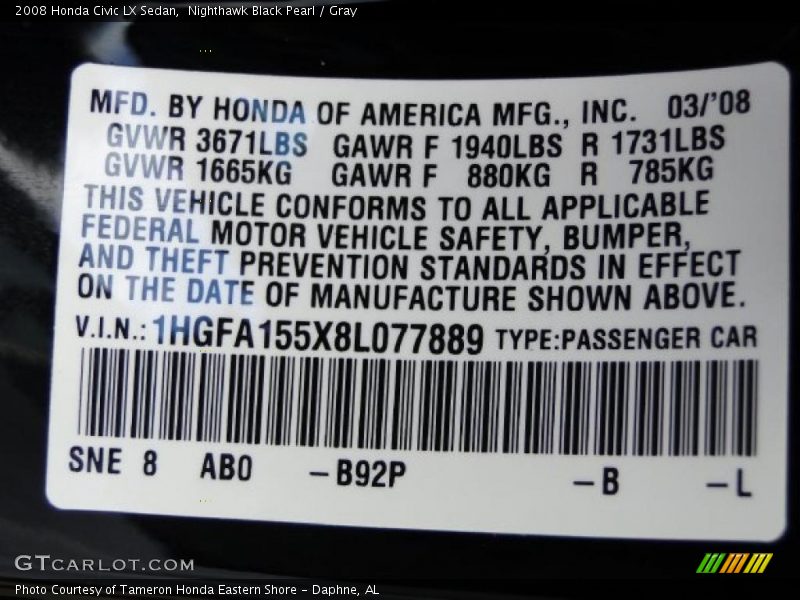 2008 Honda Civic LX Sedan,  Nighthawk Black Pearl / Gray
MFD. BY HONDA OF AMERICA MFG., INC. 03/'08
GVWR 3671LBS GAWR F 1940LBS R 1731LBS
GVWR 1665KG GAWR F 880KG R 785KG
THIS VEHICLE CONFORMS TO ALL APPLICABLE
FEDERAL MOTOR VEHICLE SAFETY, BUMPER,
AND THEFT PREVENTION STANDARDS IN EFFECT
ON THE DATE OF MANUFACTURE SHOWN ABOVE.
V.I.N.: 1HGFA155X8L077889 TYPE:PASSENGER CAR
SNE 8 AB0 –B92P –B –L
GTCARLOT.COM
Photo Courtesy of Tameron Honda Eastern Shore – Daphne, AL